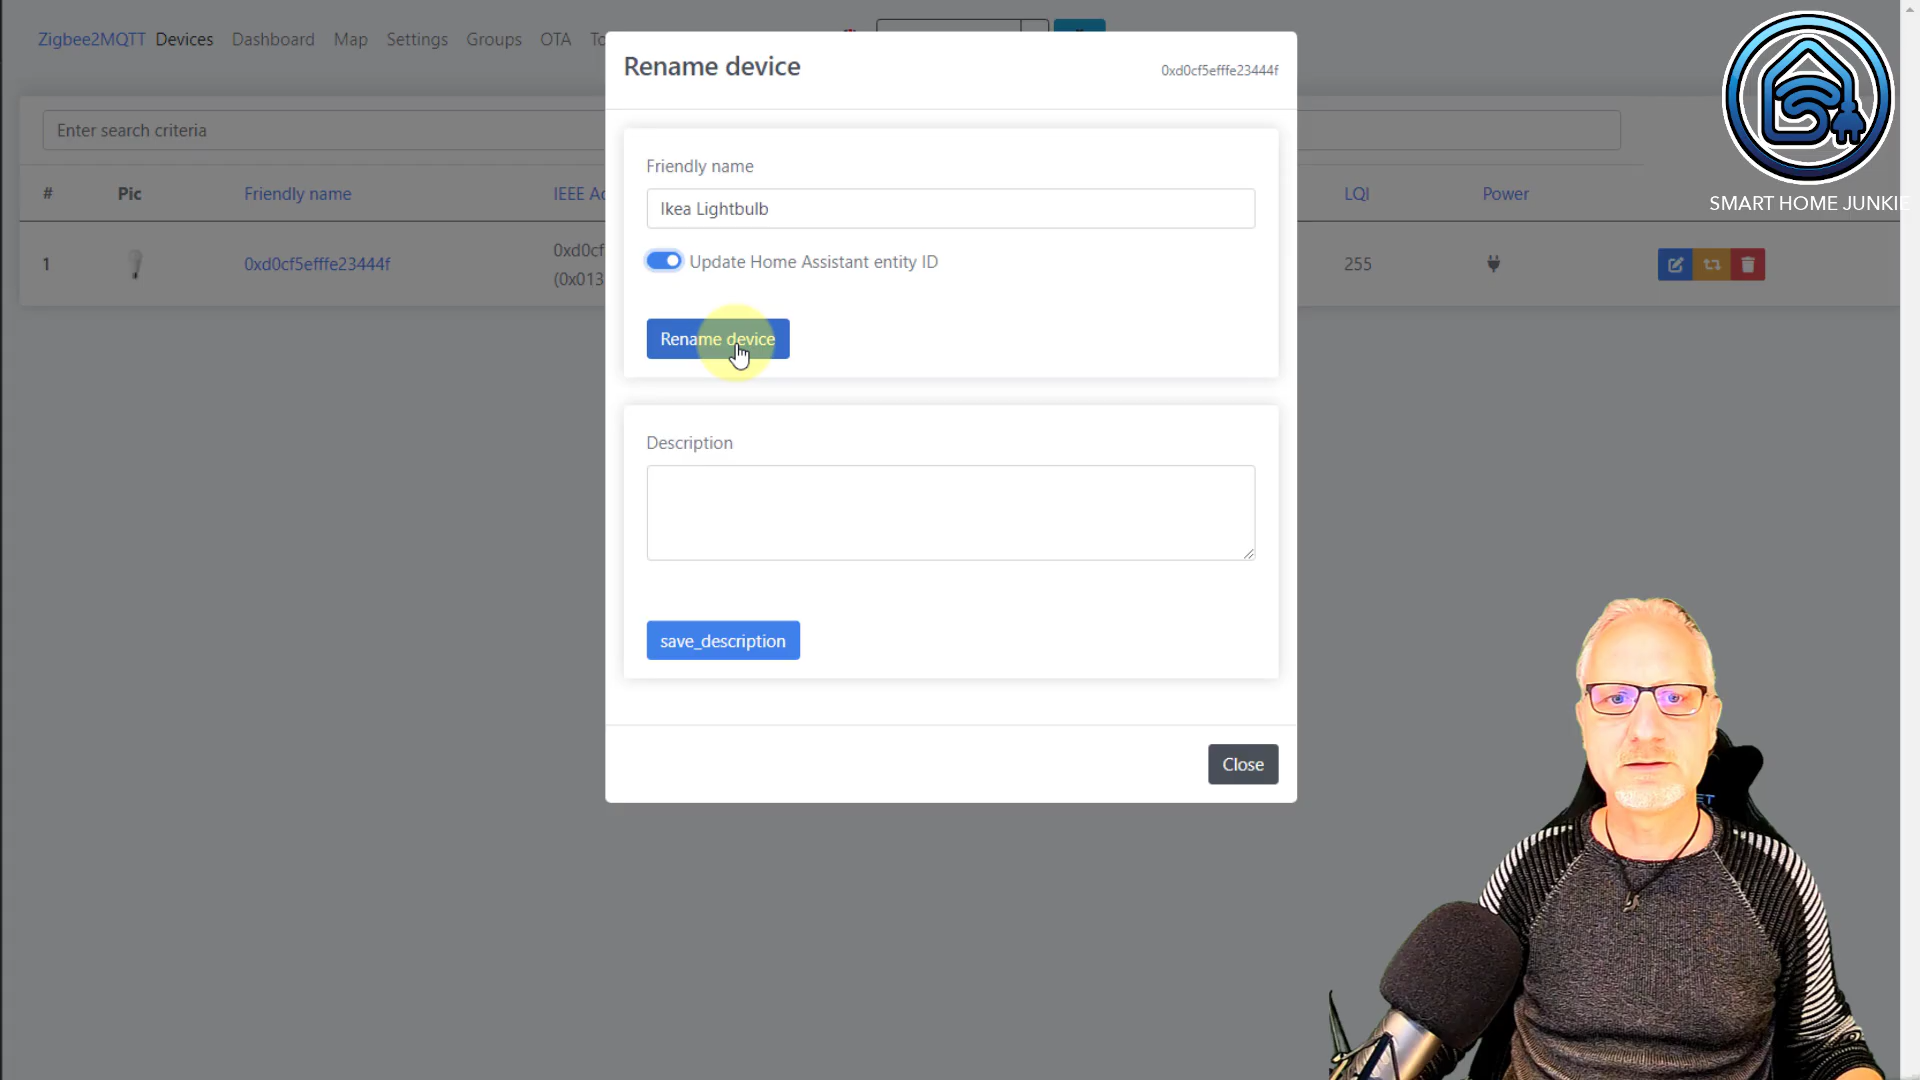 Zigbee2MQTT Devices Dashboard Map Settings Groups OTA
Rename device
0xd0cf5efffe23444f
Enter search criteria
Friendly name
Ikea Lightbulb
# Pic Friendly name IEEE LQI Power
SMART HOME JUNKIE
Update Home Assistant entity ID
1 0xd0cf5efffe23444f 0xd0cf 255
(0x013
Rename device
Description
save_description
Close